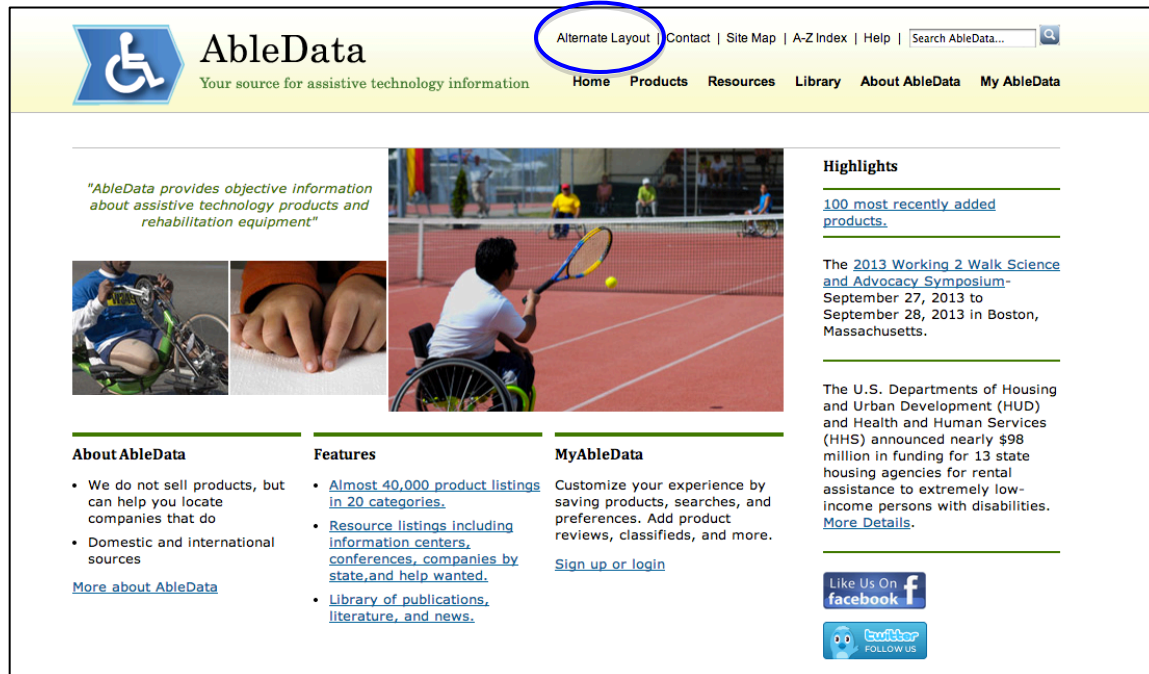 AbleData
Your source for assistive technology information
Alternate Layout | Contact | Site Map | A-Z Index | Help | Search AbleData...
Home Products Resources Library About AbleData My AbleData
"AbleData provides objective information
about assistive technology products and
rehabilitation equipment"
About AbleData
• We do not sell products, but
can help you locate
companies that do
• Domestic and international
sources
More about AbleData
Features
• Almost 40,000 product listings
in 20 categories.
• Resource listings including
information centers,
conferences, companies by
state,and help wanted.
• Library of publications,
literature, and news.
MyAbleData
Customize your experience by
saving products, searches, and
preferences. Add product
reviews, classifieds, and more.
Sign up or login
Highlights
100 most recently added
products.
The 2013 Working 2 Walk Science
and Advocacy Symposium-
September 27, 2013 to
September 28, 2013 in Boston,
Massachusetts.
The U.S. Departments of Housing
and Urban Development (HUD)
and Health and Human Services
(HHS) announced nearly $98
million in funding for 13 state
housing agencies for rental
assistance to extremely low-
income persons with disabilities.
More Details.
Like Us On
facebook f
twitter
FOLLOW US